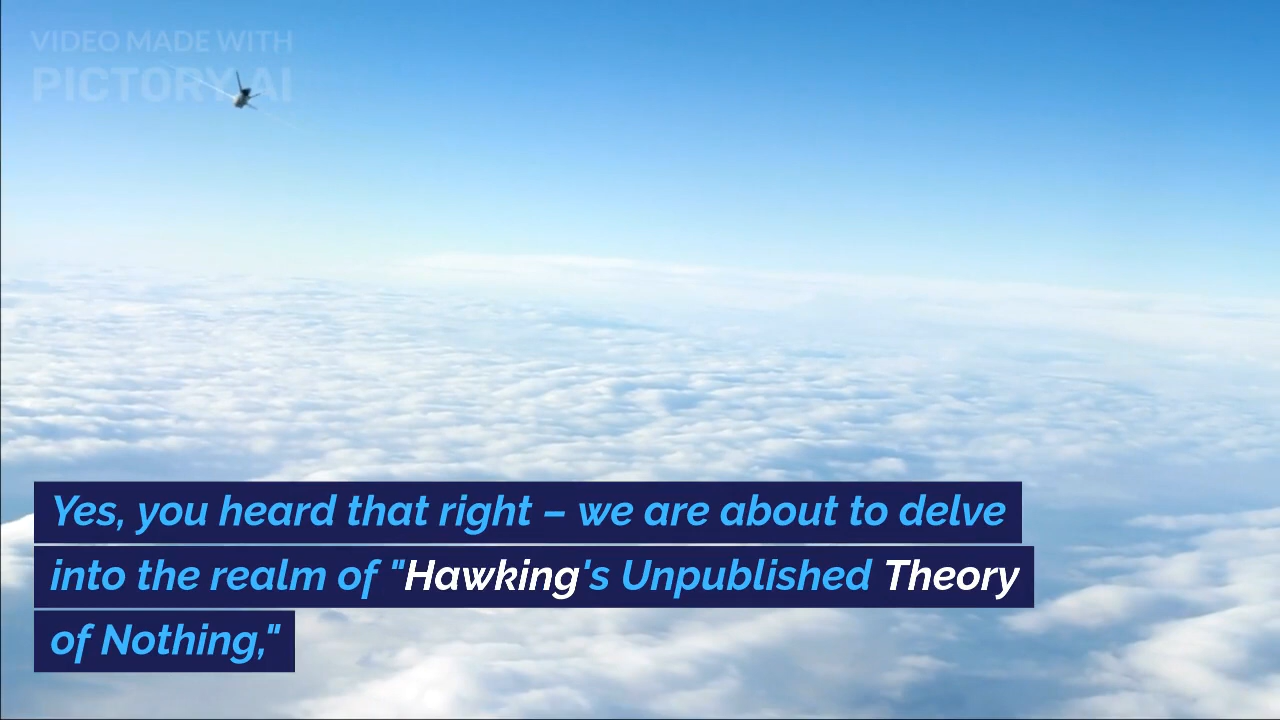 VIDEO MADE WITH
PICTORY.AI
Yes, you heard that right – we are about to delve
into the realm of "Hawking's Unpublished Theory
of Nothing,"